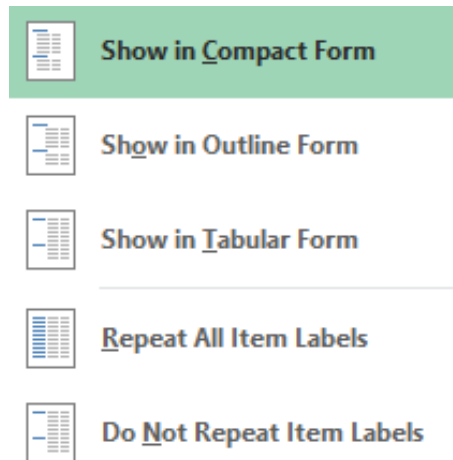 Show in Compact Form
Show in Outline Form
Show in Tabular Form
Repeat All Item Labels
Do Not Repeat Item Labels